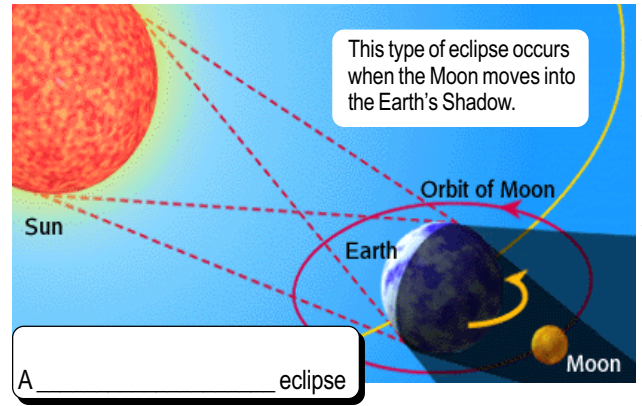 This type of eclipse occurs
when the Moon moves into
the Earth's Shadow.
Orbit of Moon
Sun
Earth
Moon
A ____________________ eclipse